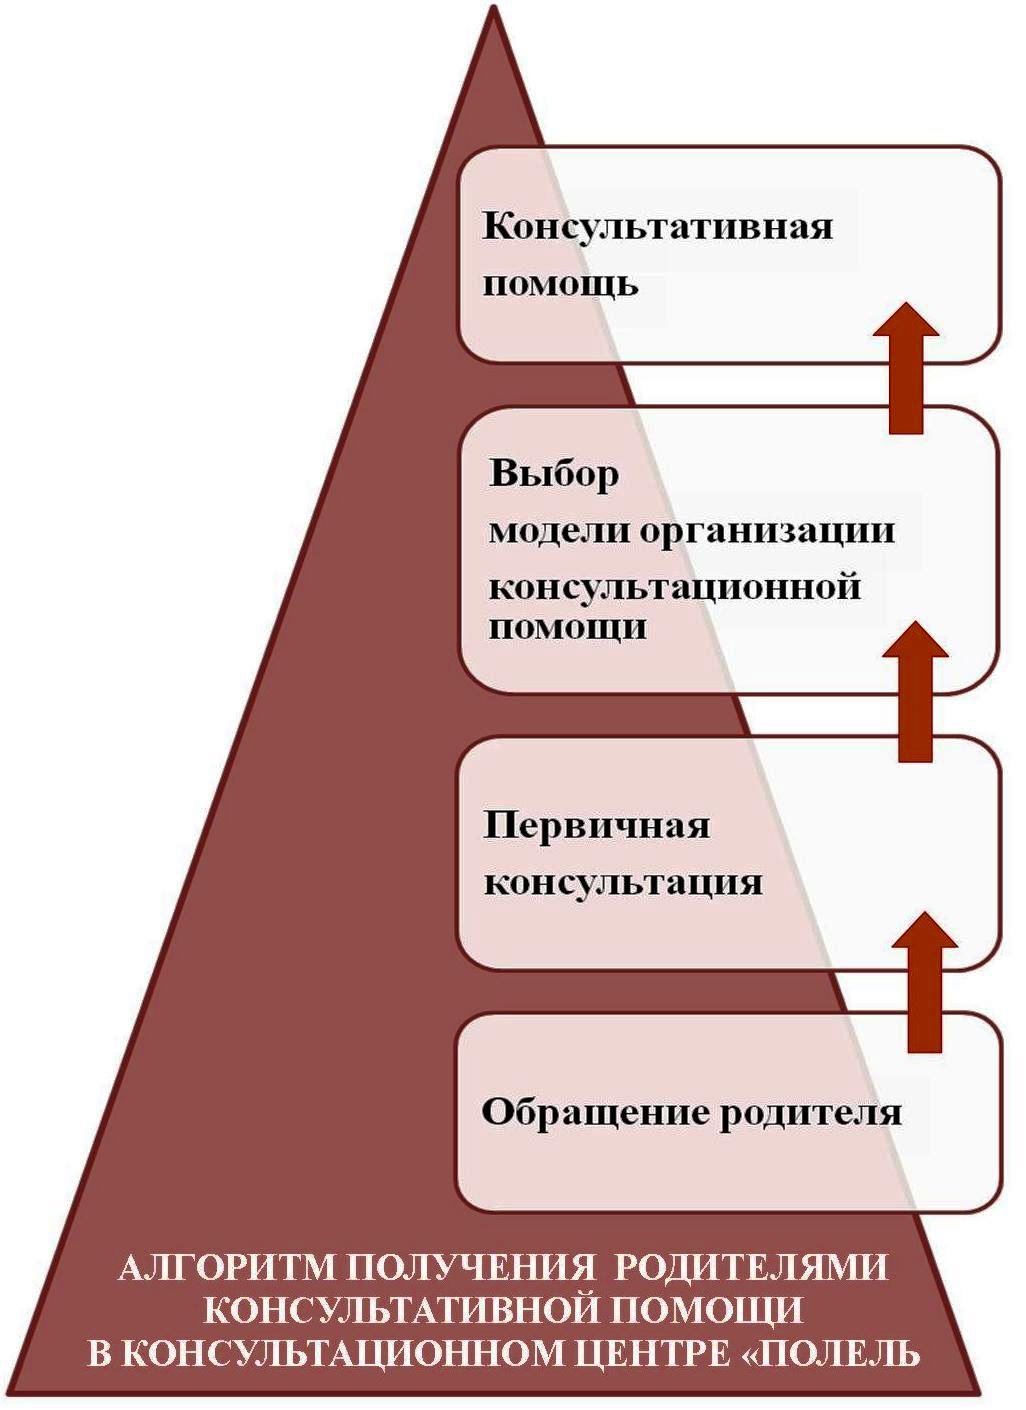 Консультативная
помощь
Выбор
модели организации
консультационной
помощи
Первичная
консультация
Обращение родителя
АЛГОРИТМ ПОЛУЧЕНИЯ РОДИТЕЛЯМИ
КОНСУЛЬТАТИВНОЙ ПОМОЩИ
В КОНСУЛЬТАЦИОННОМ ЦЕНТРЕ «ПОЛЕЛЬ